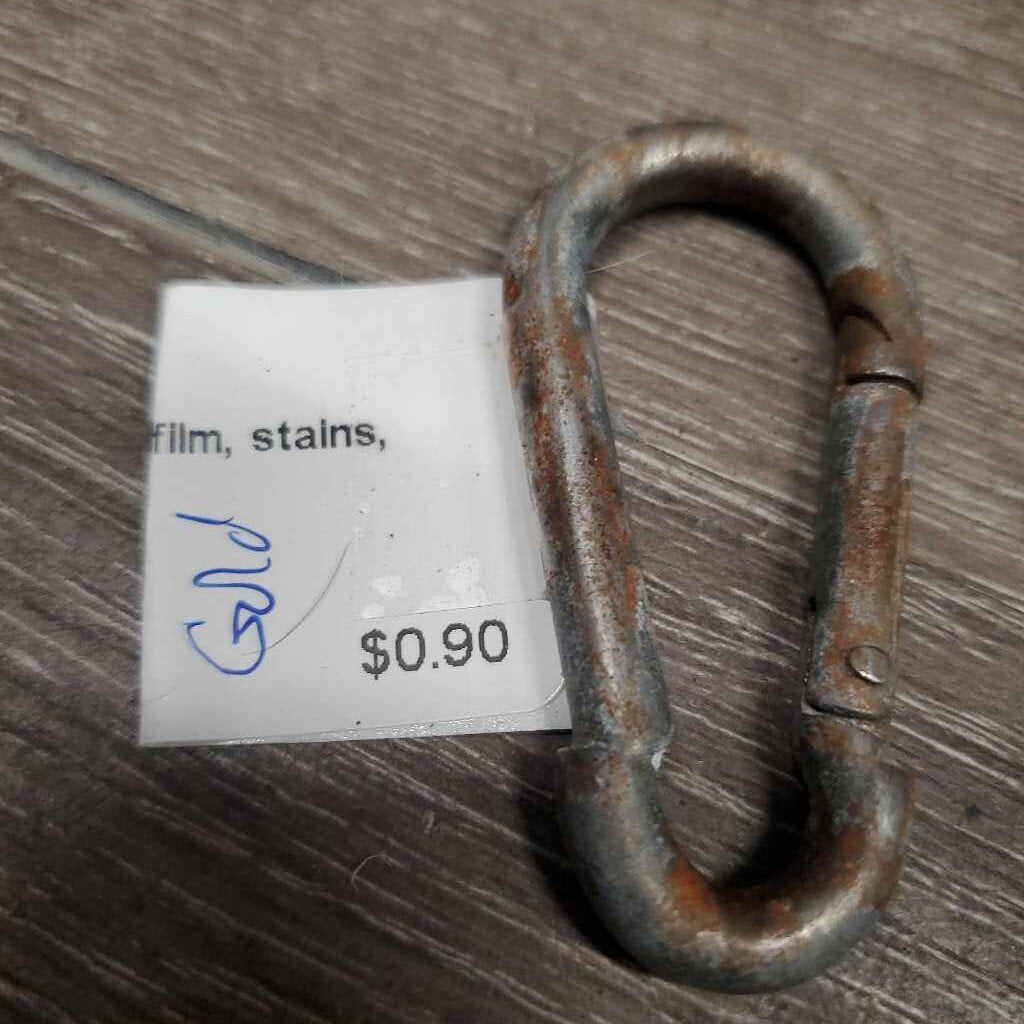 film, stains,
Gold
$0.90